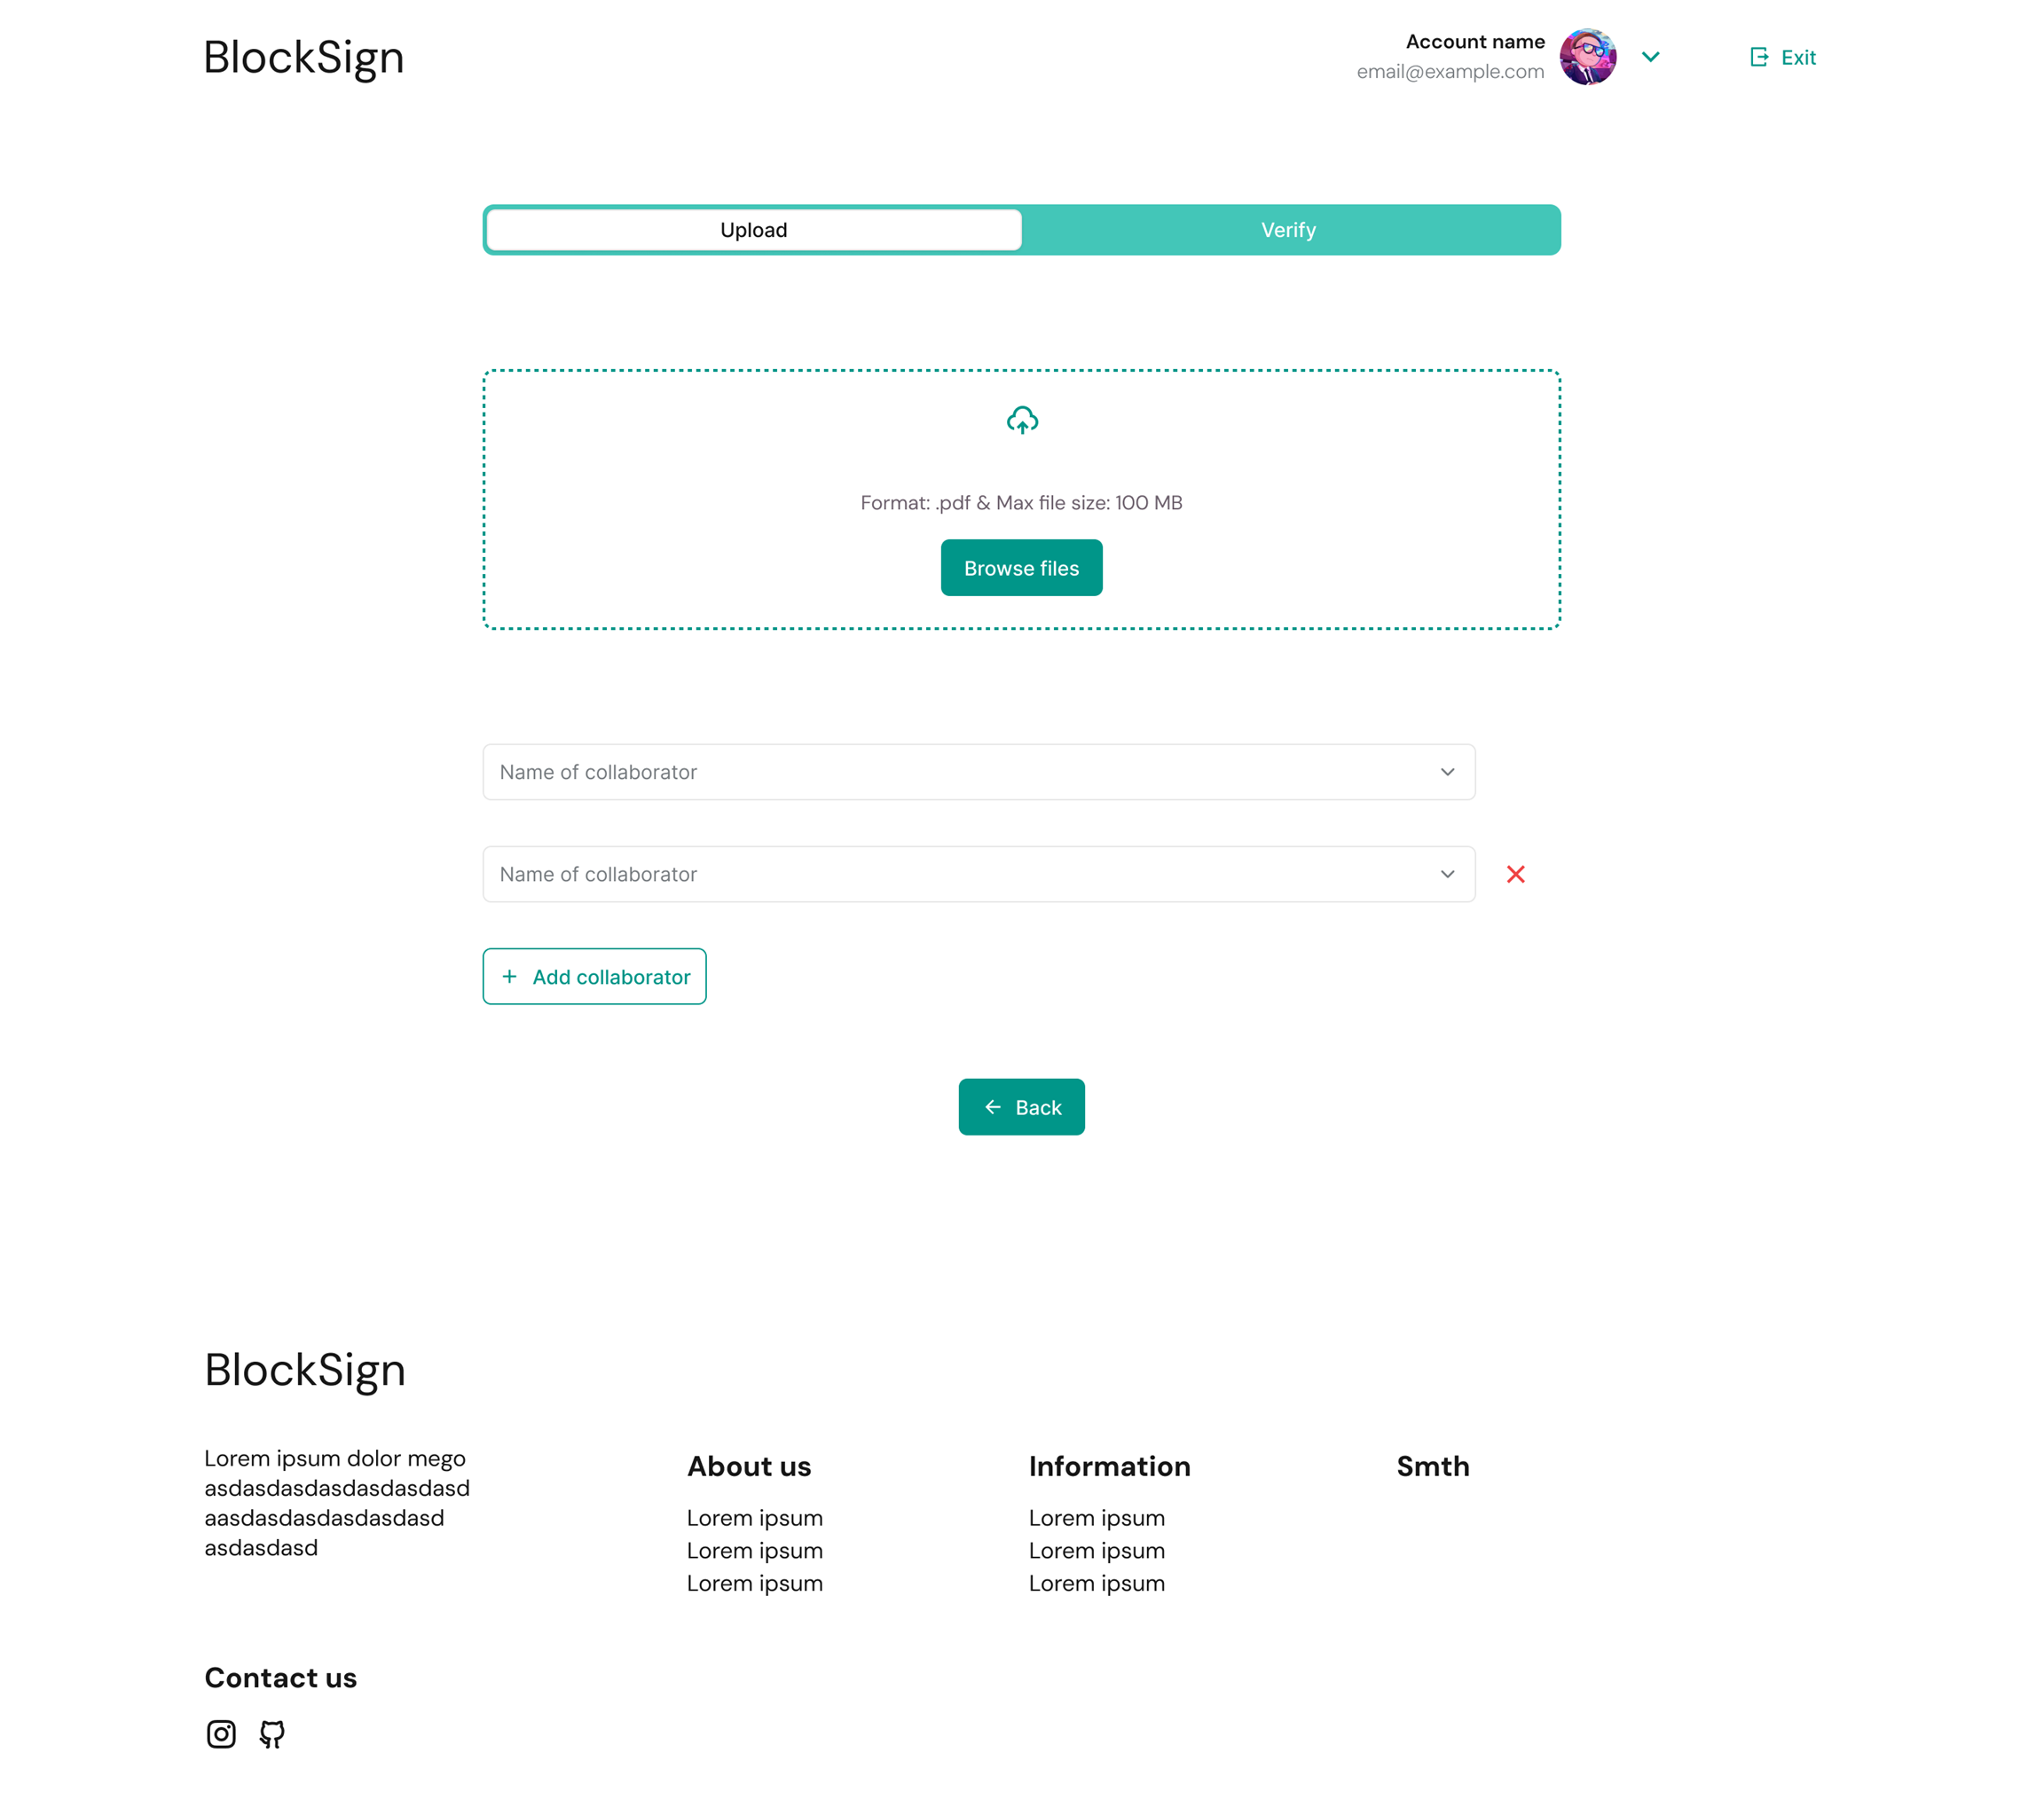 BlockSign
Account name
email@example.com
Exit
Upload
Verify
Format: .pdf & Max file size: 100 MB
Browse files
Name of collaborator
Name of collaborator
Add collaborator
Back
BlockSign
Lorem ipsum dolor mego
asdasdasdasdasdasdasd
aasdasdasdasdasdasd
asdasdasd
About us
Lorem ipsum
Lorem ipsum
Lorem ipsum
Information
Lorem ipsum
Lorem ipsum
Lorem ipsum
Smth
Contact us